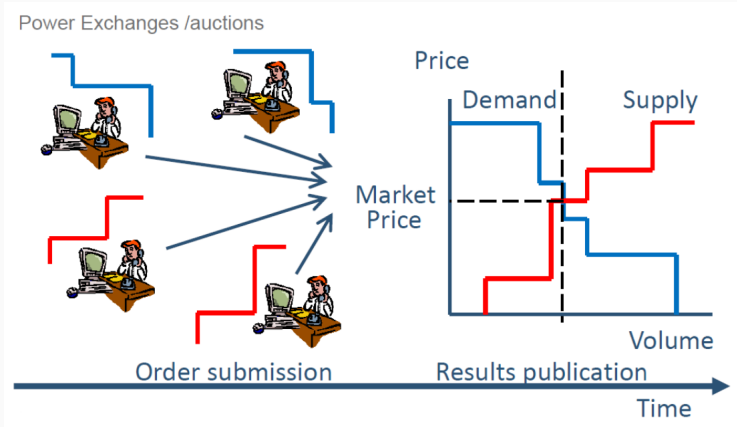 Power Exchanges /auctions
Price
Demand
Supply
Market
Price
Volume
Order submission
Results publication
Time